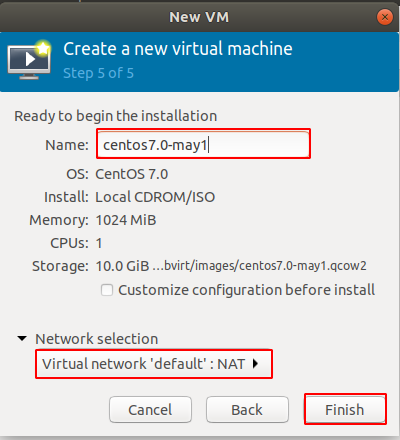 New VM
Create a new virtual machine
Step 5 of 5
Ready to begin the installation
Name: centos7.0-may1
OS: CentOS 7.0
Install: Local CDROM/ISO
Memory: 1024 MiB
CPUs: 1
Storage: 10.0 GiB ...bvirt/images/centos7.0-may1.qcow2
Customize configuration before install
Network selection
Virtual network 'default' : NAT
Cancel Back Finish